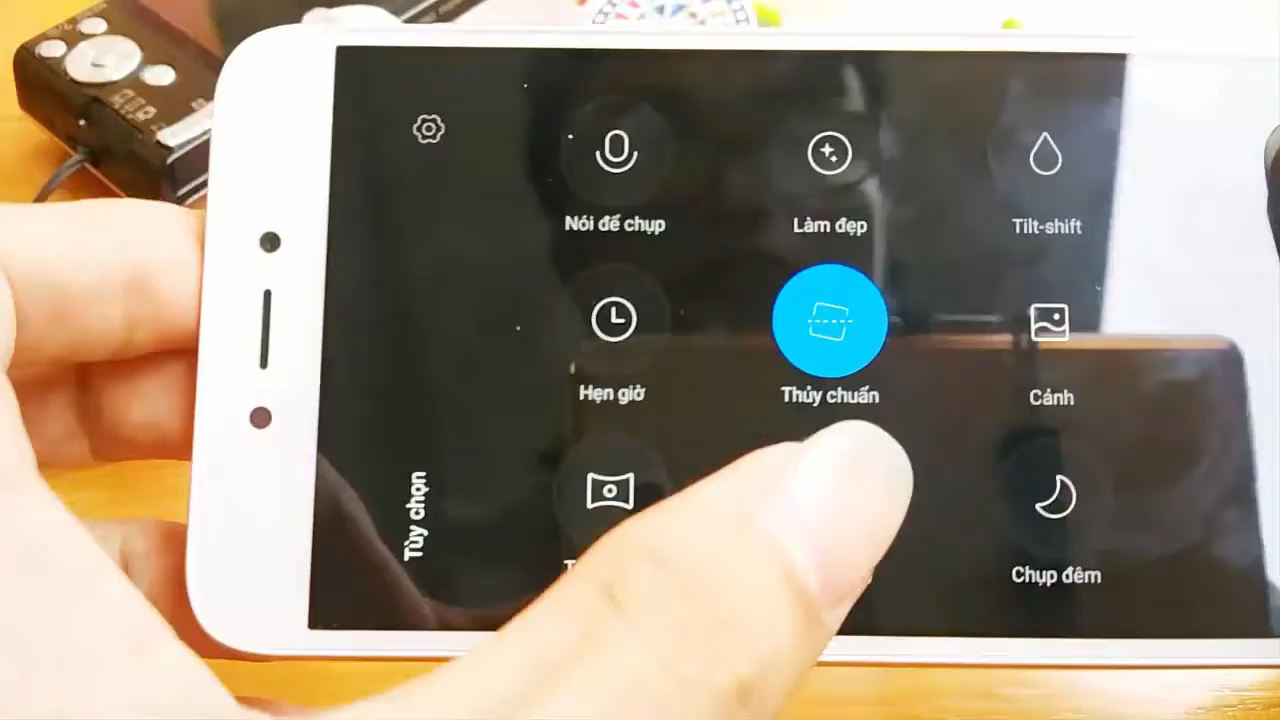 Nói để chụp
Làm đẹp
Tilt-shift
Hẹn giờ
Thủy chuẩn
Cảnh
Tùy chọn
Chụp đêm